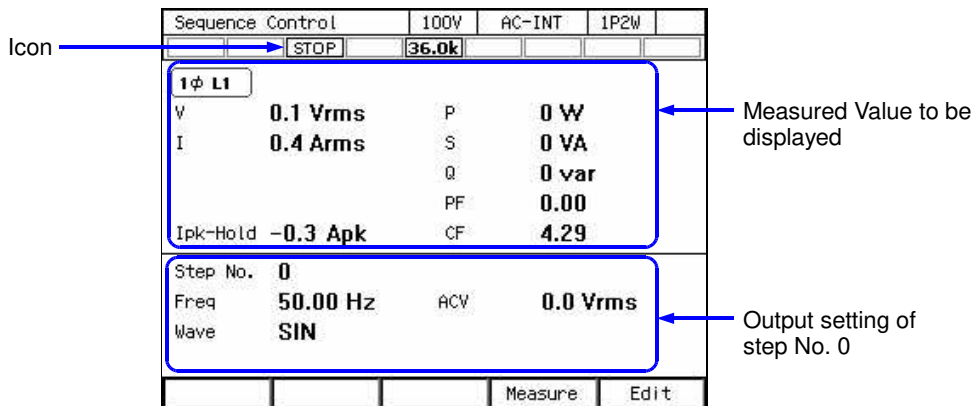 Sequence Control 100V AC-INT 1P2W
Icon STOP 36.0k
1ϕ L1
V 0.1 Vrms P 0 W
I 0.4 Arms S 0 VA
Q 0 var
PF 0.00
Ipk-Hold -0.3 Apk CF 4.29
Measured Value to be
displayed
Step No. 0
Freq 50.00 Hz ACV 0.0 Vrms
Wave SIN
Output setting of
step No. 0
Measure Edit